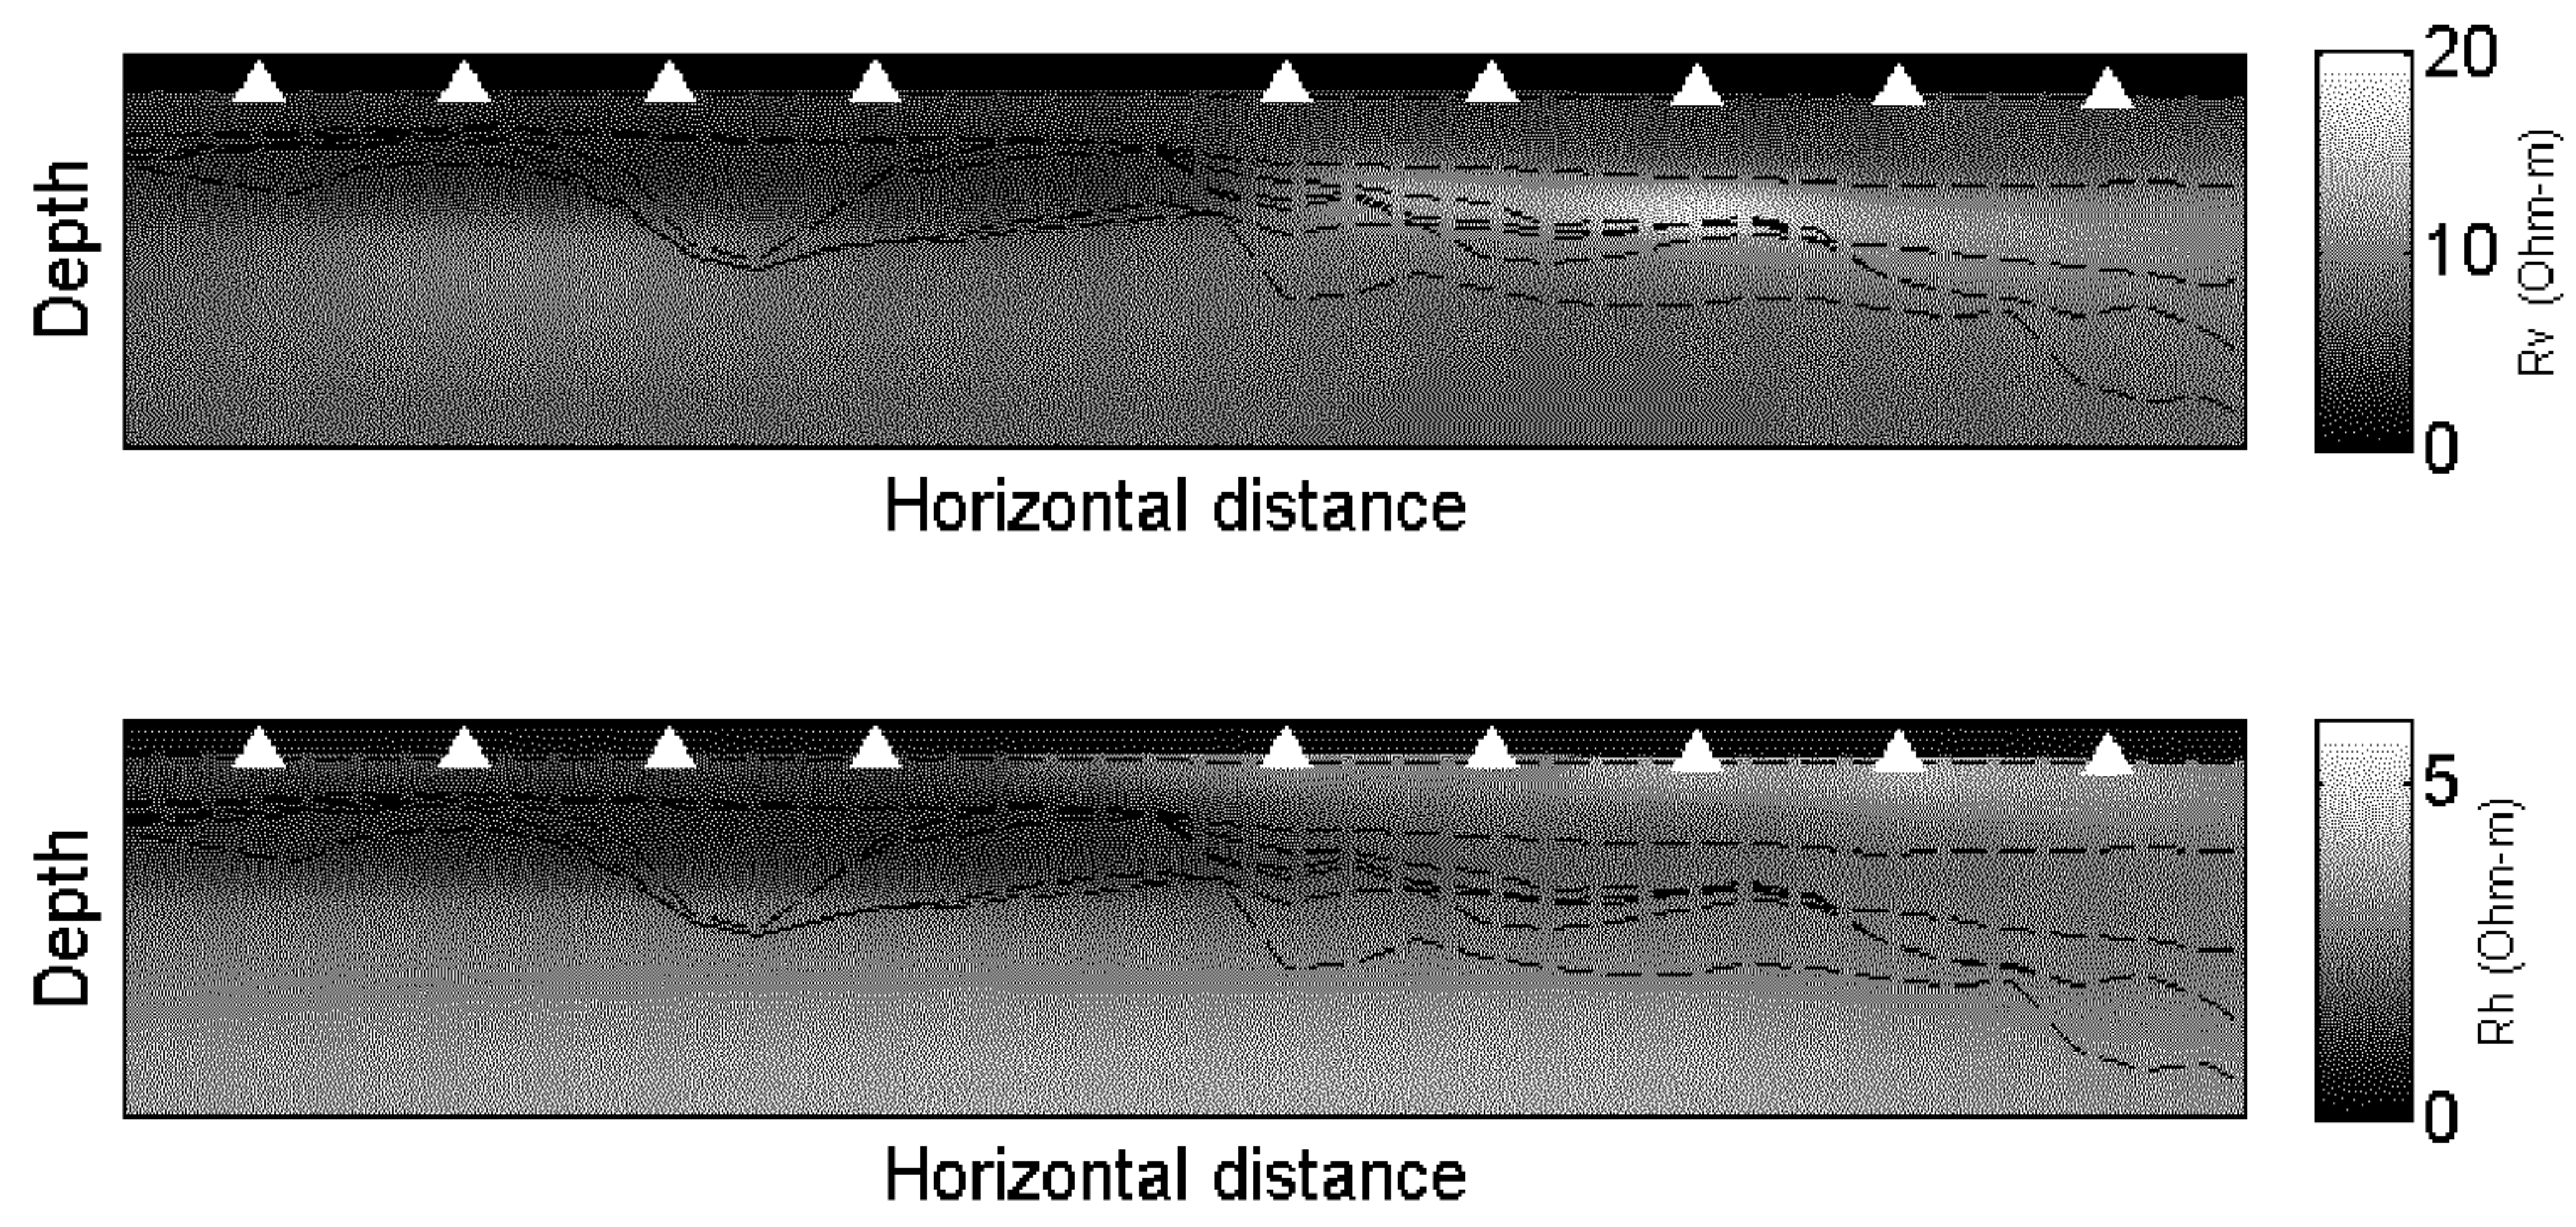 20
10
0
Rv (Ohm-m)
Depth
Horizontal distance
5
0
Rh (Ohm-m)
Depth
Horizontal distance